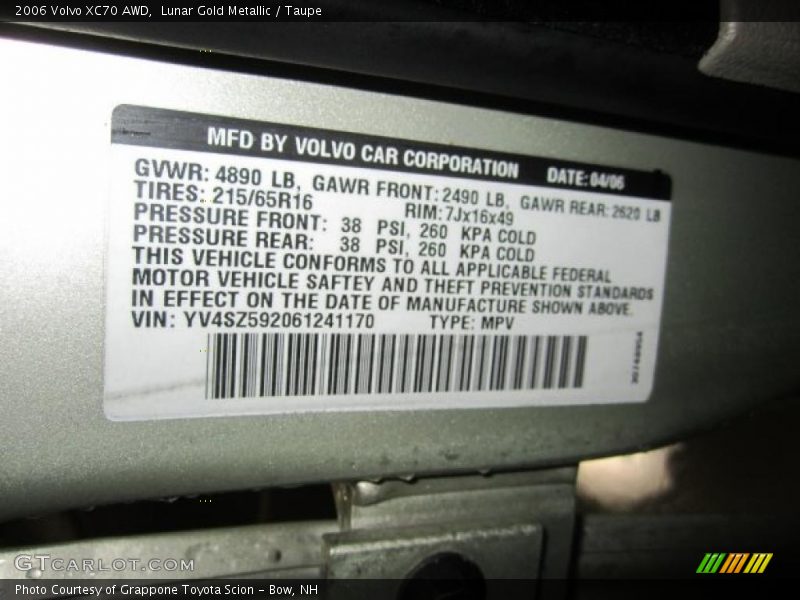 2006 Volvo XC70 AWD,  Lunar Gold Metallic / Taupe
MFD BY VOLVO CAR CORPORATION DATE: 04/06
GVWR: 4890 LB, GAWR FRONT: 2490 LB, GAWR REAR: 2620 LB
TIRES: 215/65R16 RIM: 7Jx16x49
PRESSURE FRONT: 38 PSI, 260 KPA COLD
PRESSURE REAR: 38 PSI, 260 KPA COLD
THIS VEHICLE CONFORMS TO ALL APPLICABLE FEDERAL
MOTOR VEHICLE SAFTEY AND THEFT PREVENTION STANDARDS
IN EFFECT ON THE DATE OF MANUFACTURE SHOWN ABOVE.
VIN: YV4SZ592061241170 TYPE: MPV
GTCARLOT.COM
Photo Courtesy of Grappone Toyota Scion - Bow, NH